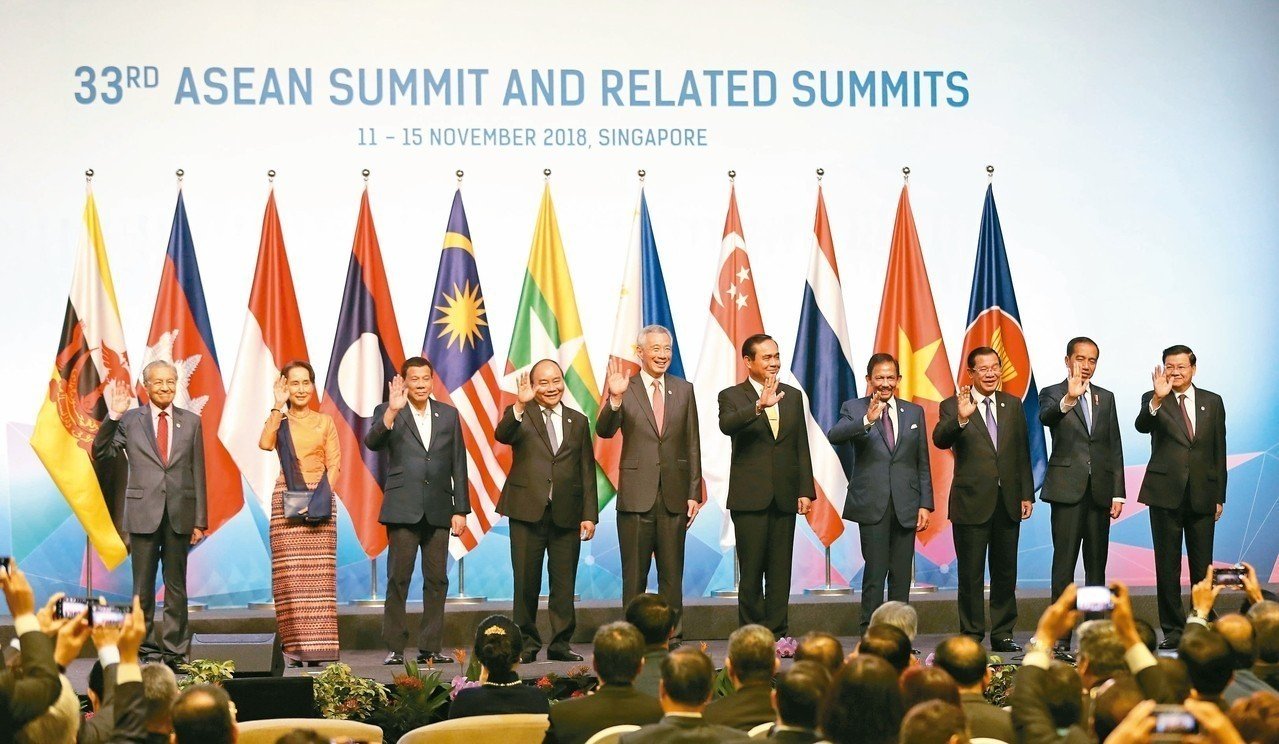 33RD ASEAN SUMMIT AND RELATED SUMMITS
11 – 15 NOVEMBER 2018, SINGAPORE